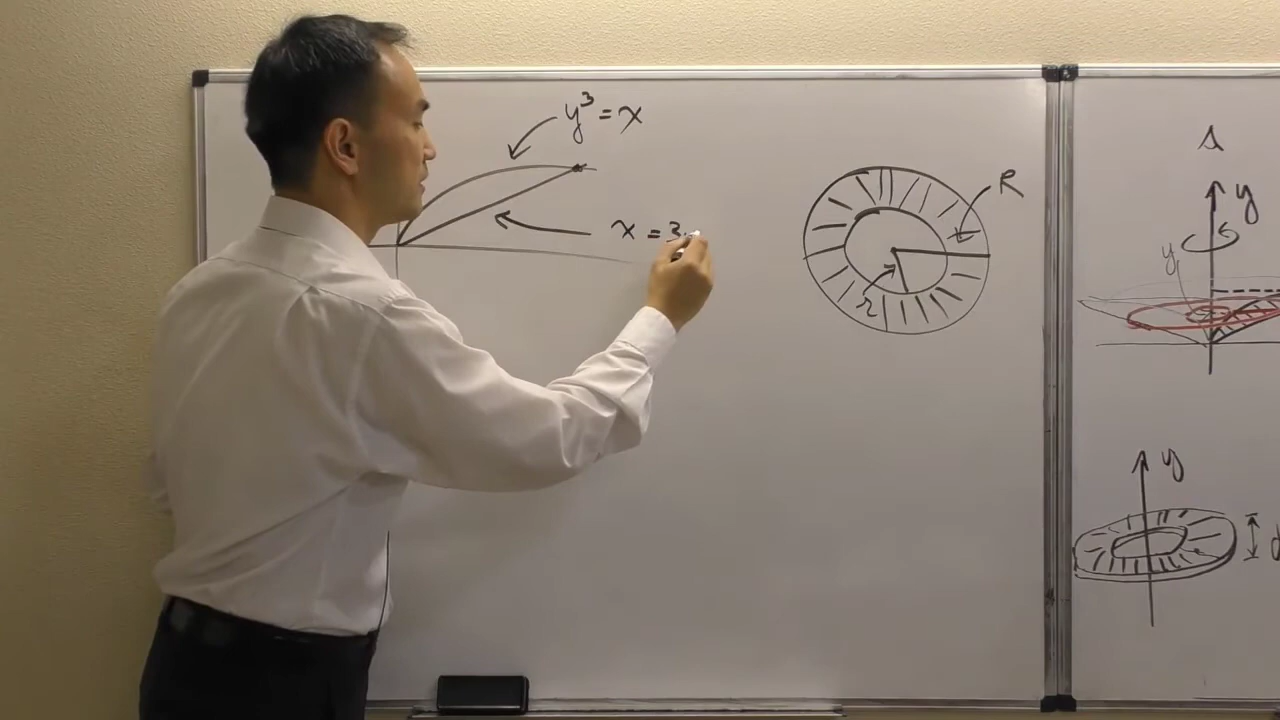 y³ = x
x = 3
R
r
y
y
y